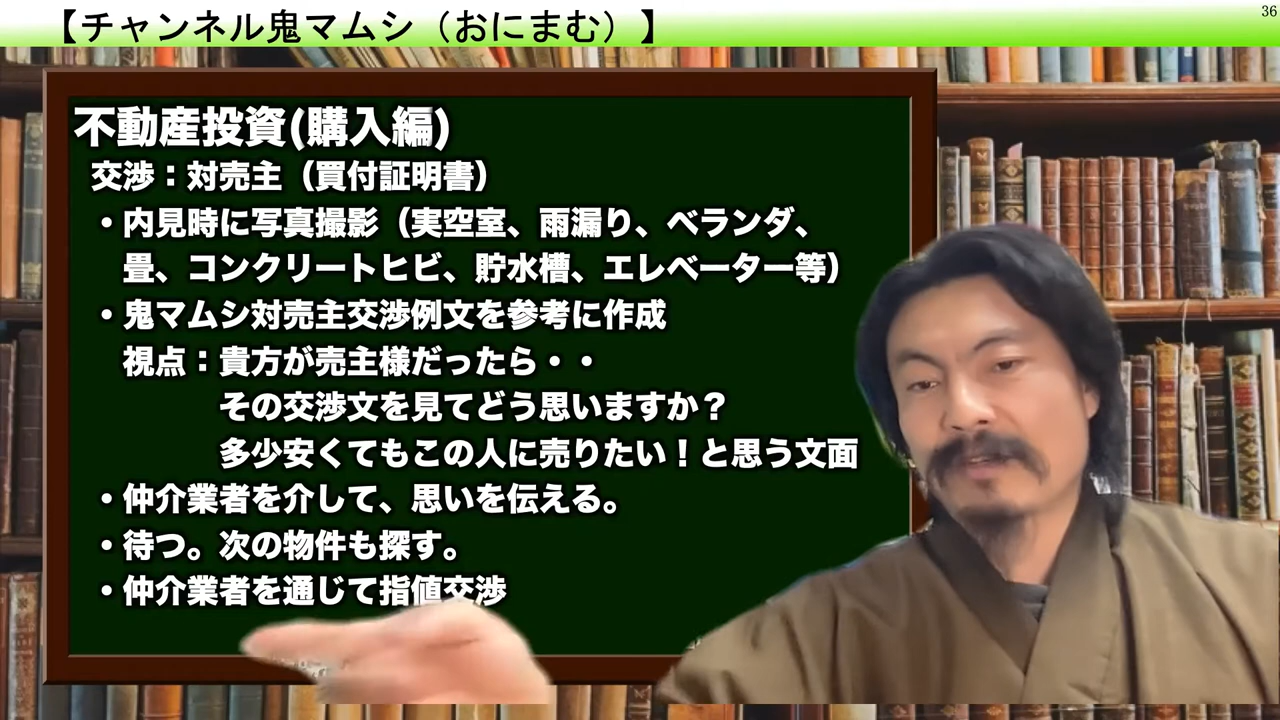 【チャンネル鬼マムシ（おにまむ）】
36
不動産投資(購入編)
交渉：対売主（買付証明書）
・内見時に写真撮影（実空室、雨漏り、ベランダ、
畳、コンクリートヒビ、貯水槽、エレベーター等）
・鬼マムシ対売主交渉例文を参考に作成
視点：貴方が売主様だったら・・
その交渉文を見てどう思いますか？
多少安くてもこの人に売りたい！と思う文面
・仲介業者を介して、思いを伝える。
・待つ。次の物件も探す。
・仲介業者を通じて指値交渉